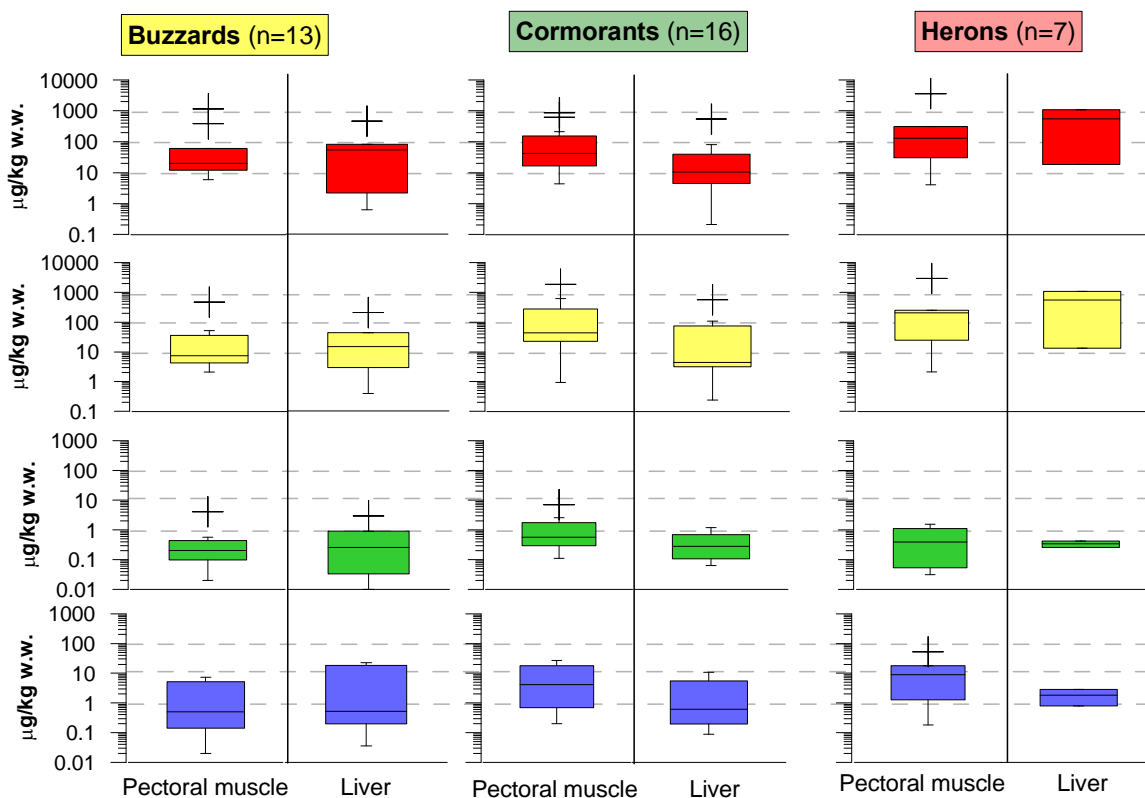 Buzzards (n=13)
Cormorants (n=16)
Herons (n=7)
µg/kg w.w.
10000
1000
100
10
1
0.1
µg/kg w.w.
10000
1000
100
10
1
0.1
µg/kg w.w.
1000
100
10
1
0.1
0.01
µg/kg w.w.
1000
100
10
1
0.1
0.01
Pectoral muscle
Liver
Pectoral muscle
Liver
Pectoral muscle
Liver